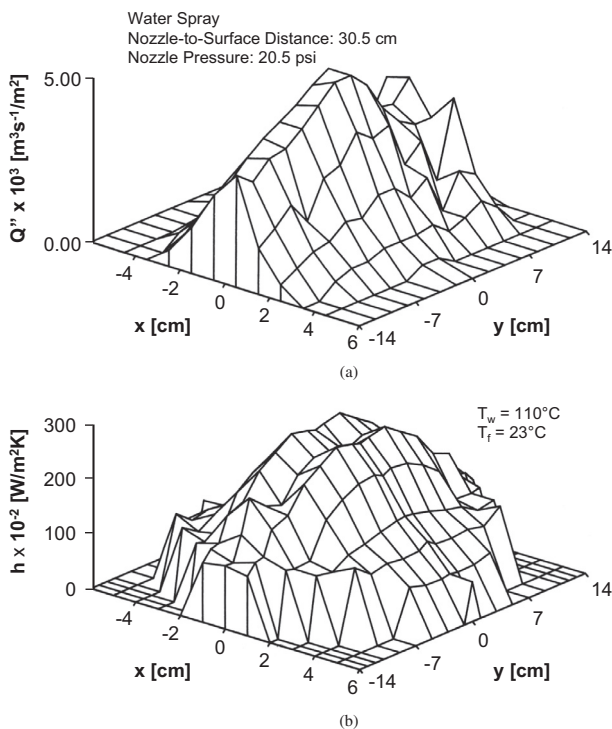 Water Spray
Nozzle-to-Surface Distance: 30.5 cm
Nozzle Pressure: 20.5 psi
5.00
0.00
Q" x 10³ [m³s⁻¹/m²]
-4
-2
0
2
4
6
x [cm]
-14
-7
0
7
14
y [cm]
(a)
T_w = 110°C
T_f = 23°C
300
200
100
0
h x 10⁻² [W/m²K]
-4
-2
0
2
4
6
x [cm]
-14
-7
0
7
14
y [cm]
(b)